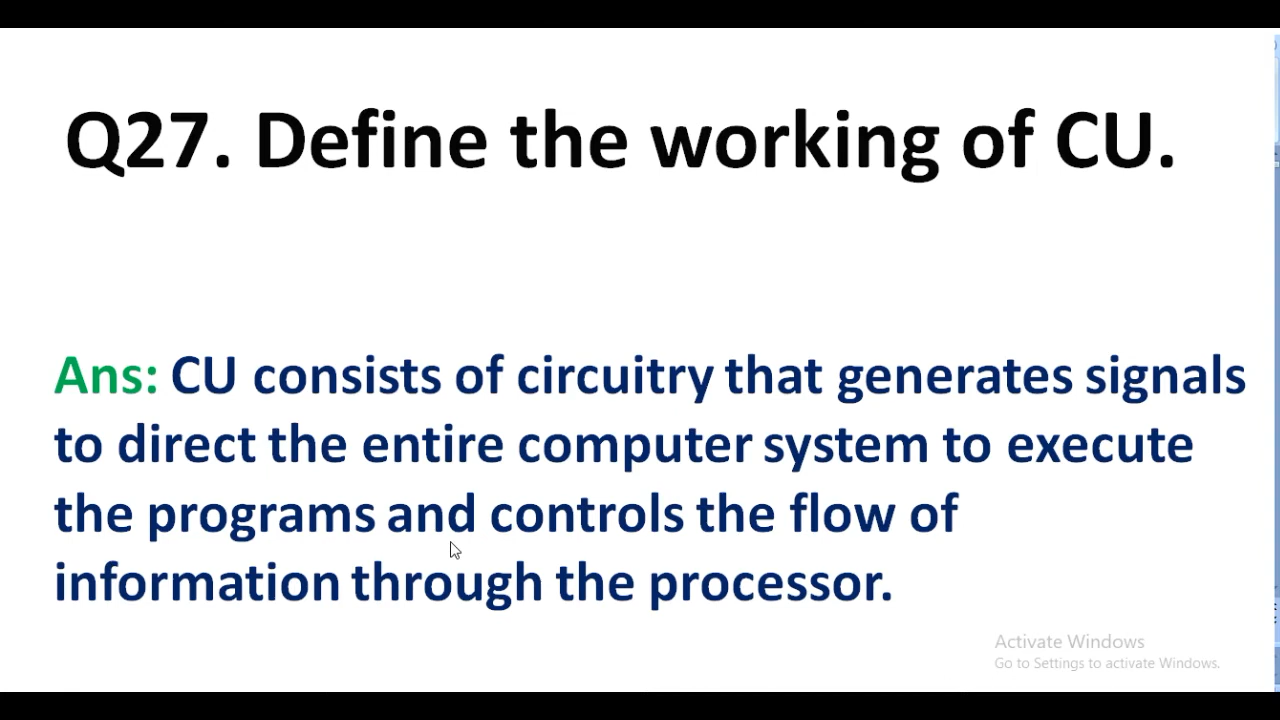 Q27. Define the working of CU.
Ans: CU consists of circuitry that generates signals
to direct the entire computer system to execute
the programs and controls the flow of
information through the processor.
Activate Windows
Go to Settings to activate Windows.